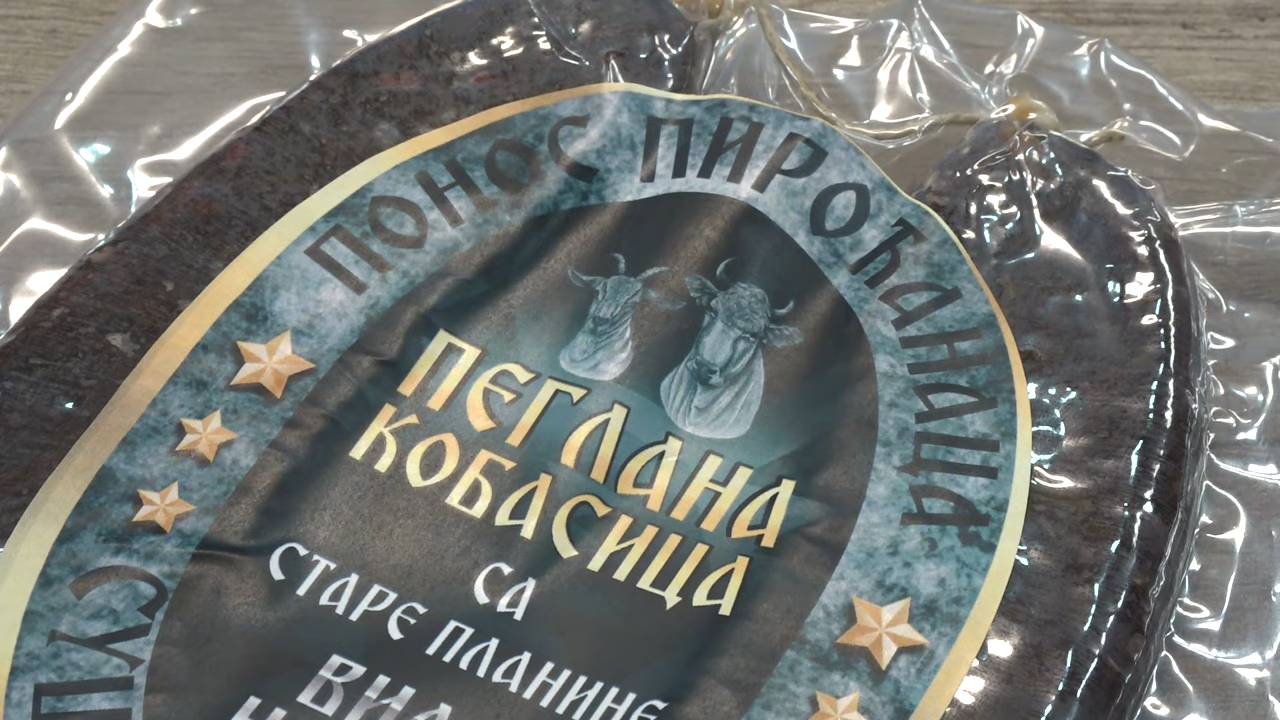 ПОНОС ПИРОЋАНАЦА
ПЕГЛАНА
КОБАСИЦА
СА
СТАРЕ ПЛАНИНЕ